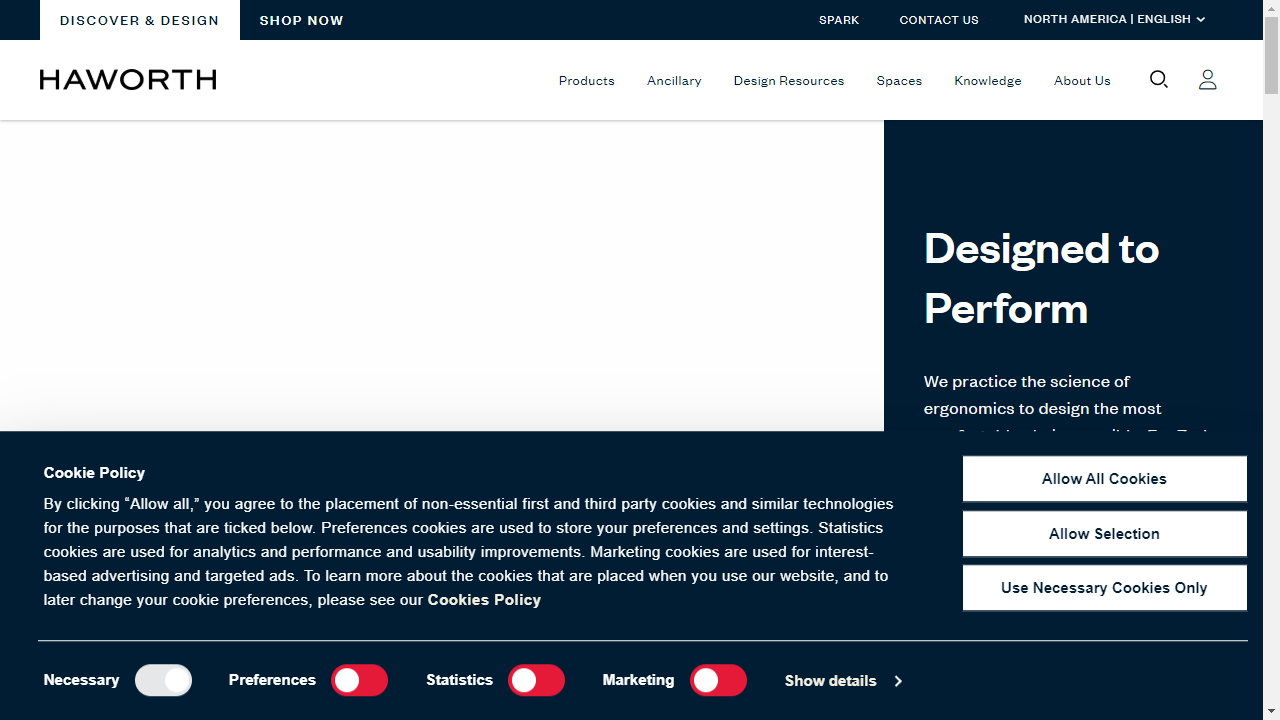 DISCOVER & DESIGN
SHOP NOW
SPARK
CONTACT US
NORTH AMERICA | ENGLISH
HAWORTH
Products
Ancillary
Design Resources
Spaces
Knowledge
About Us
Designed to
Perform
We practice the science of
ergonomics to design the most
Cookie Policy
By clicking “Allow all,” you agree to the placement of non-essential first and third party cookies and similar technologies
for the purposes that are ticked below. Preferences cookies are used to store your preferences and settings. Statistics
cookies are used for analytics and performance and usability improvements. Marketing cookies are used for interest-
based advertising and targeted ads. To learn more about the cookies that are placed when you use our website, and to
later change your cookie preferences, please see our Cookies Policy
Allow All Cookies
Allow Selection
Use Necessary Cookies Only
Necessary
Preferences
Statistics
Marketing
Show details